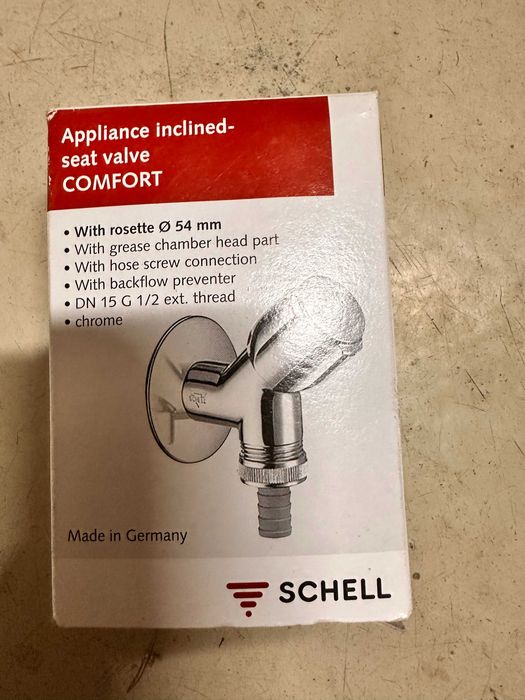 Appliance inclined-
seat valve
COMFORT
• With rosette Ø 54 mm
• With grease chamber head part
• With hose screw connection
• With backflow preventer
• DN 15 G 1/2 ext. thread
• chrome
Made in Germany
SCHELL